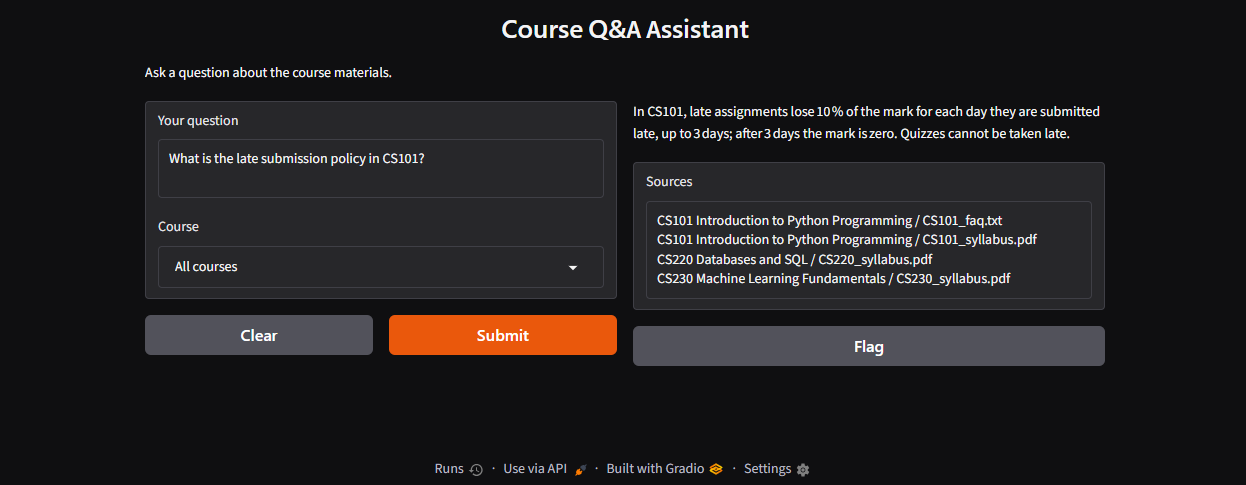 Course Q&A Assistant
Ask a question about the course materials.
Your question
What is the late submission policy in CS101?
Course
All courses
Clear
Submit
In CS101, late assignments lose 10% of the mark for each day they are submitted
late, up to 3 days; after 3 days the mark is zero. Quizzes cannot be taken late.
Sources
CS101 Introduction to Python Programming / CS101_faq.txt
CS101 Introduction to Python Programming / CS101_syllabus.pdf
CS220 Databases and SQL / CS220_syllabus.pdf
CS230 Machine Learning Fundamentals / CS230_syllabus.pdf
Flag
Runs · Use via API · Built with Gradio · Settings